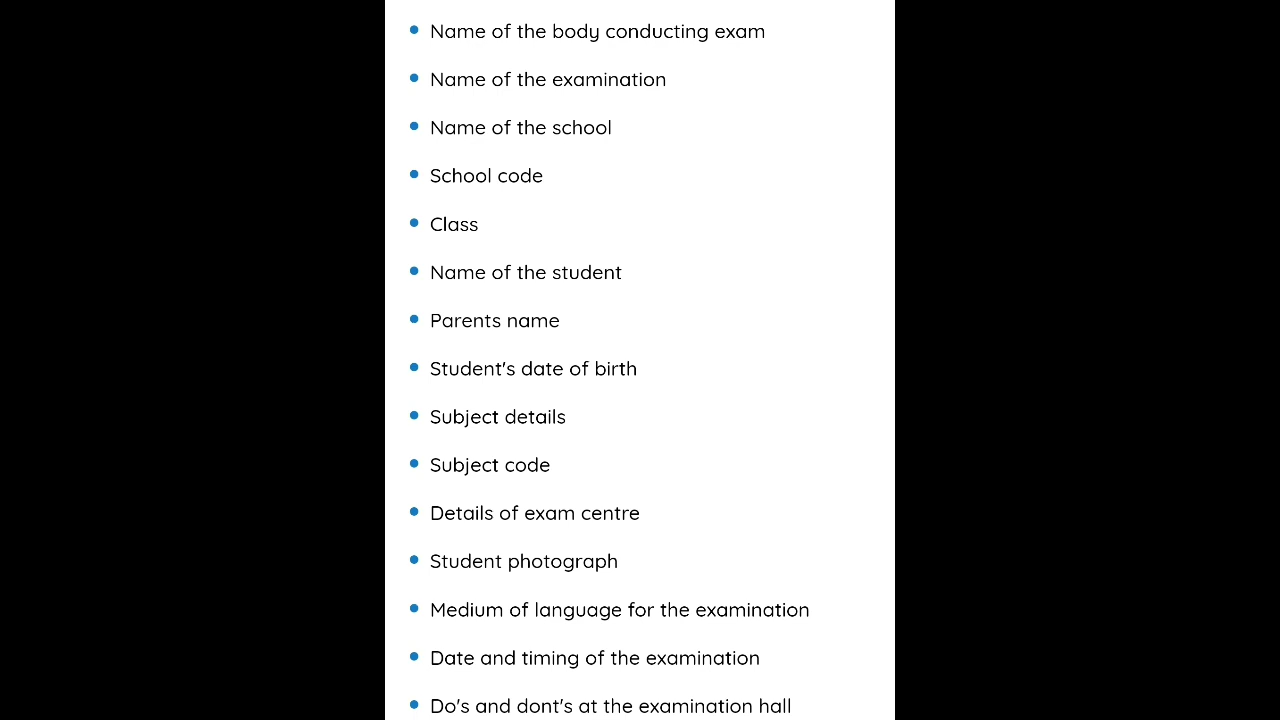 Name of the body conducting exam
Name of the examination
Name of the school
School code
Class
Name of the student
Parents name
Student's date of birth
Subject details
Subject code
Details of exam centre
Student photograph
Medium of language for the examination
Date and timing of the examination
Do's and dont's at the examination hall